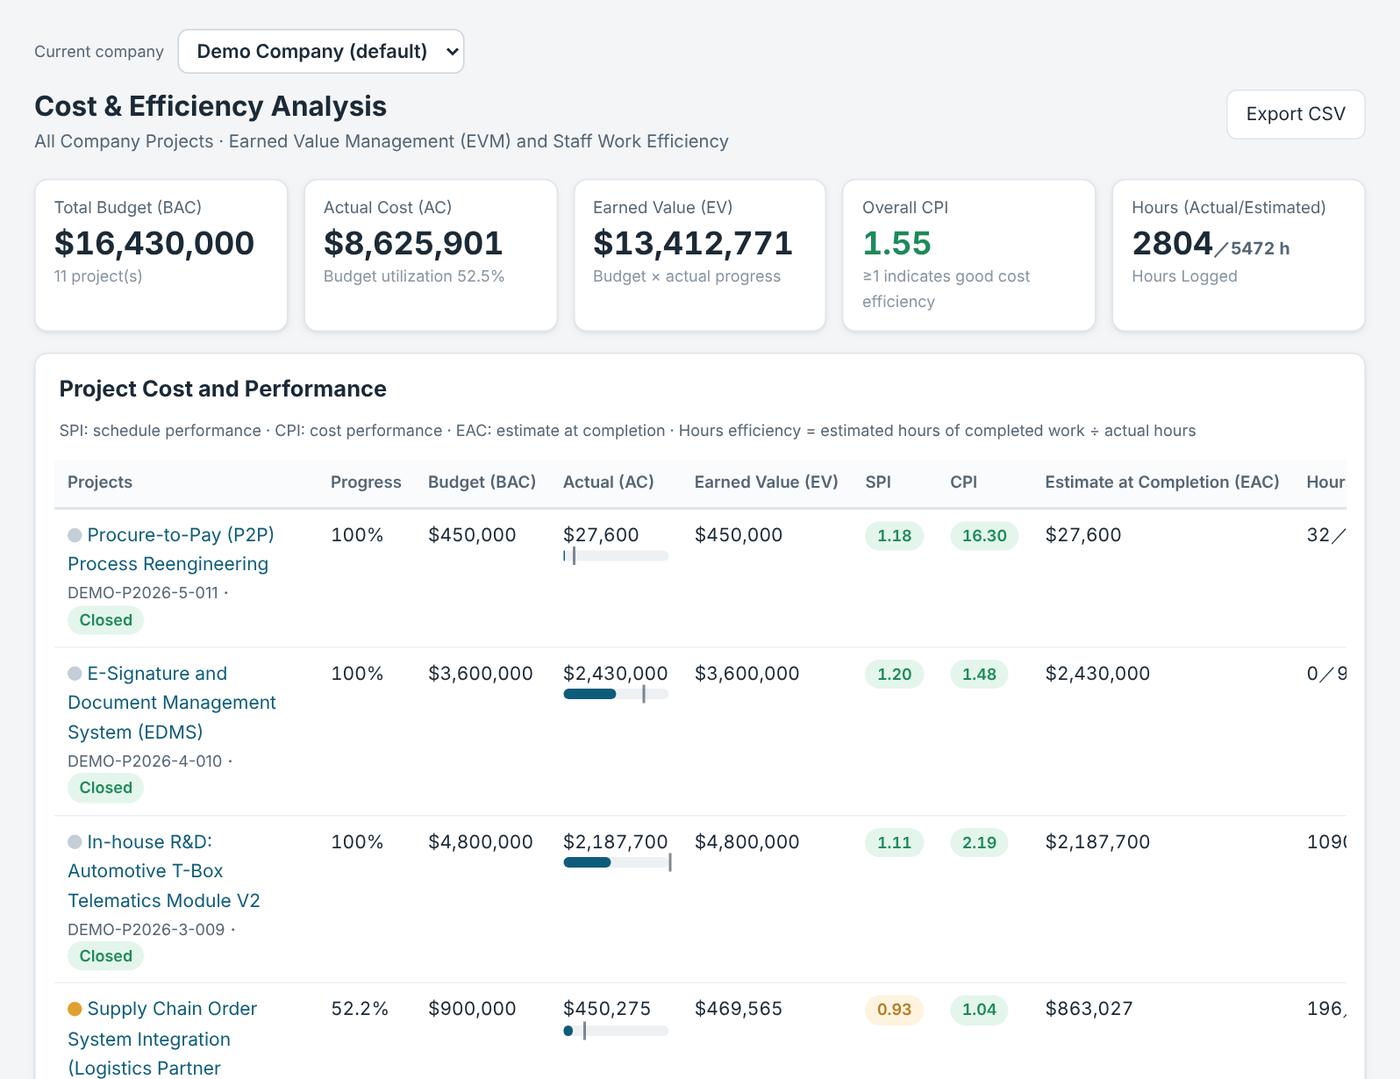 Current company
Demo Company (default)
Cost & Efficiency Analysis
Export CSV
All Company Projects · Earned Value Management (EVM) and Staff Work Efficiency
Total Budget (BAC)
$16,430,000
11 project(s)
Actual Cost (AC)
$8,625,901
Budget utilization 52.5%
Earned Value (EV)
$13,412,771
Budget × actual progress
Overall CPI
1.55
≥1 indicates good cost
efficiency
Hours (Actual/Estimated)
2804／5472 h
Hours Logged
Project Cost and Performance
SPI: schedule performance · CPI: cost performance · EAC: estimate at completion · Hours efficiency = estimated hours of completed work ÷ actual hours
Projects Progress Budget (BAC) Actual (AC) Earned Value (EV) SPI CPI Estimate at Completion (EAC)
Procure-to-Pay (P2P) 100% $450,000 $27,600 $450,000 1.18 16.30 $27,600 32／
Process Reengineering
DEMO-P2026-5-011 ·
Closed
E-Signature and 100% $3,600,000 $2,430,000 $3,600,000 1.20 1.48 $2,430,000 0／9
Document Management
System (EDMS)
DEMO-P2026-4-010 ·
Closed
In-house R&D: 100% $4,800,000 $2,187,700 $4,800,000 1.11 2.19 $2,187,700 1090
Automotive T-Box
Telematics Module V2
DEMO-P2026-3-009 ·
Closed
Supply Chain Order 52.2% $900,000 $450,275 $469,565 0.93 1.04 $863,027 196
System Integration
(Logistics Partner